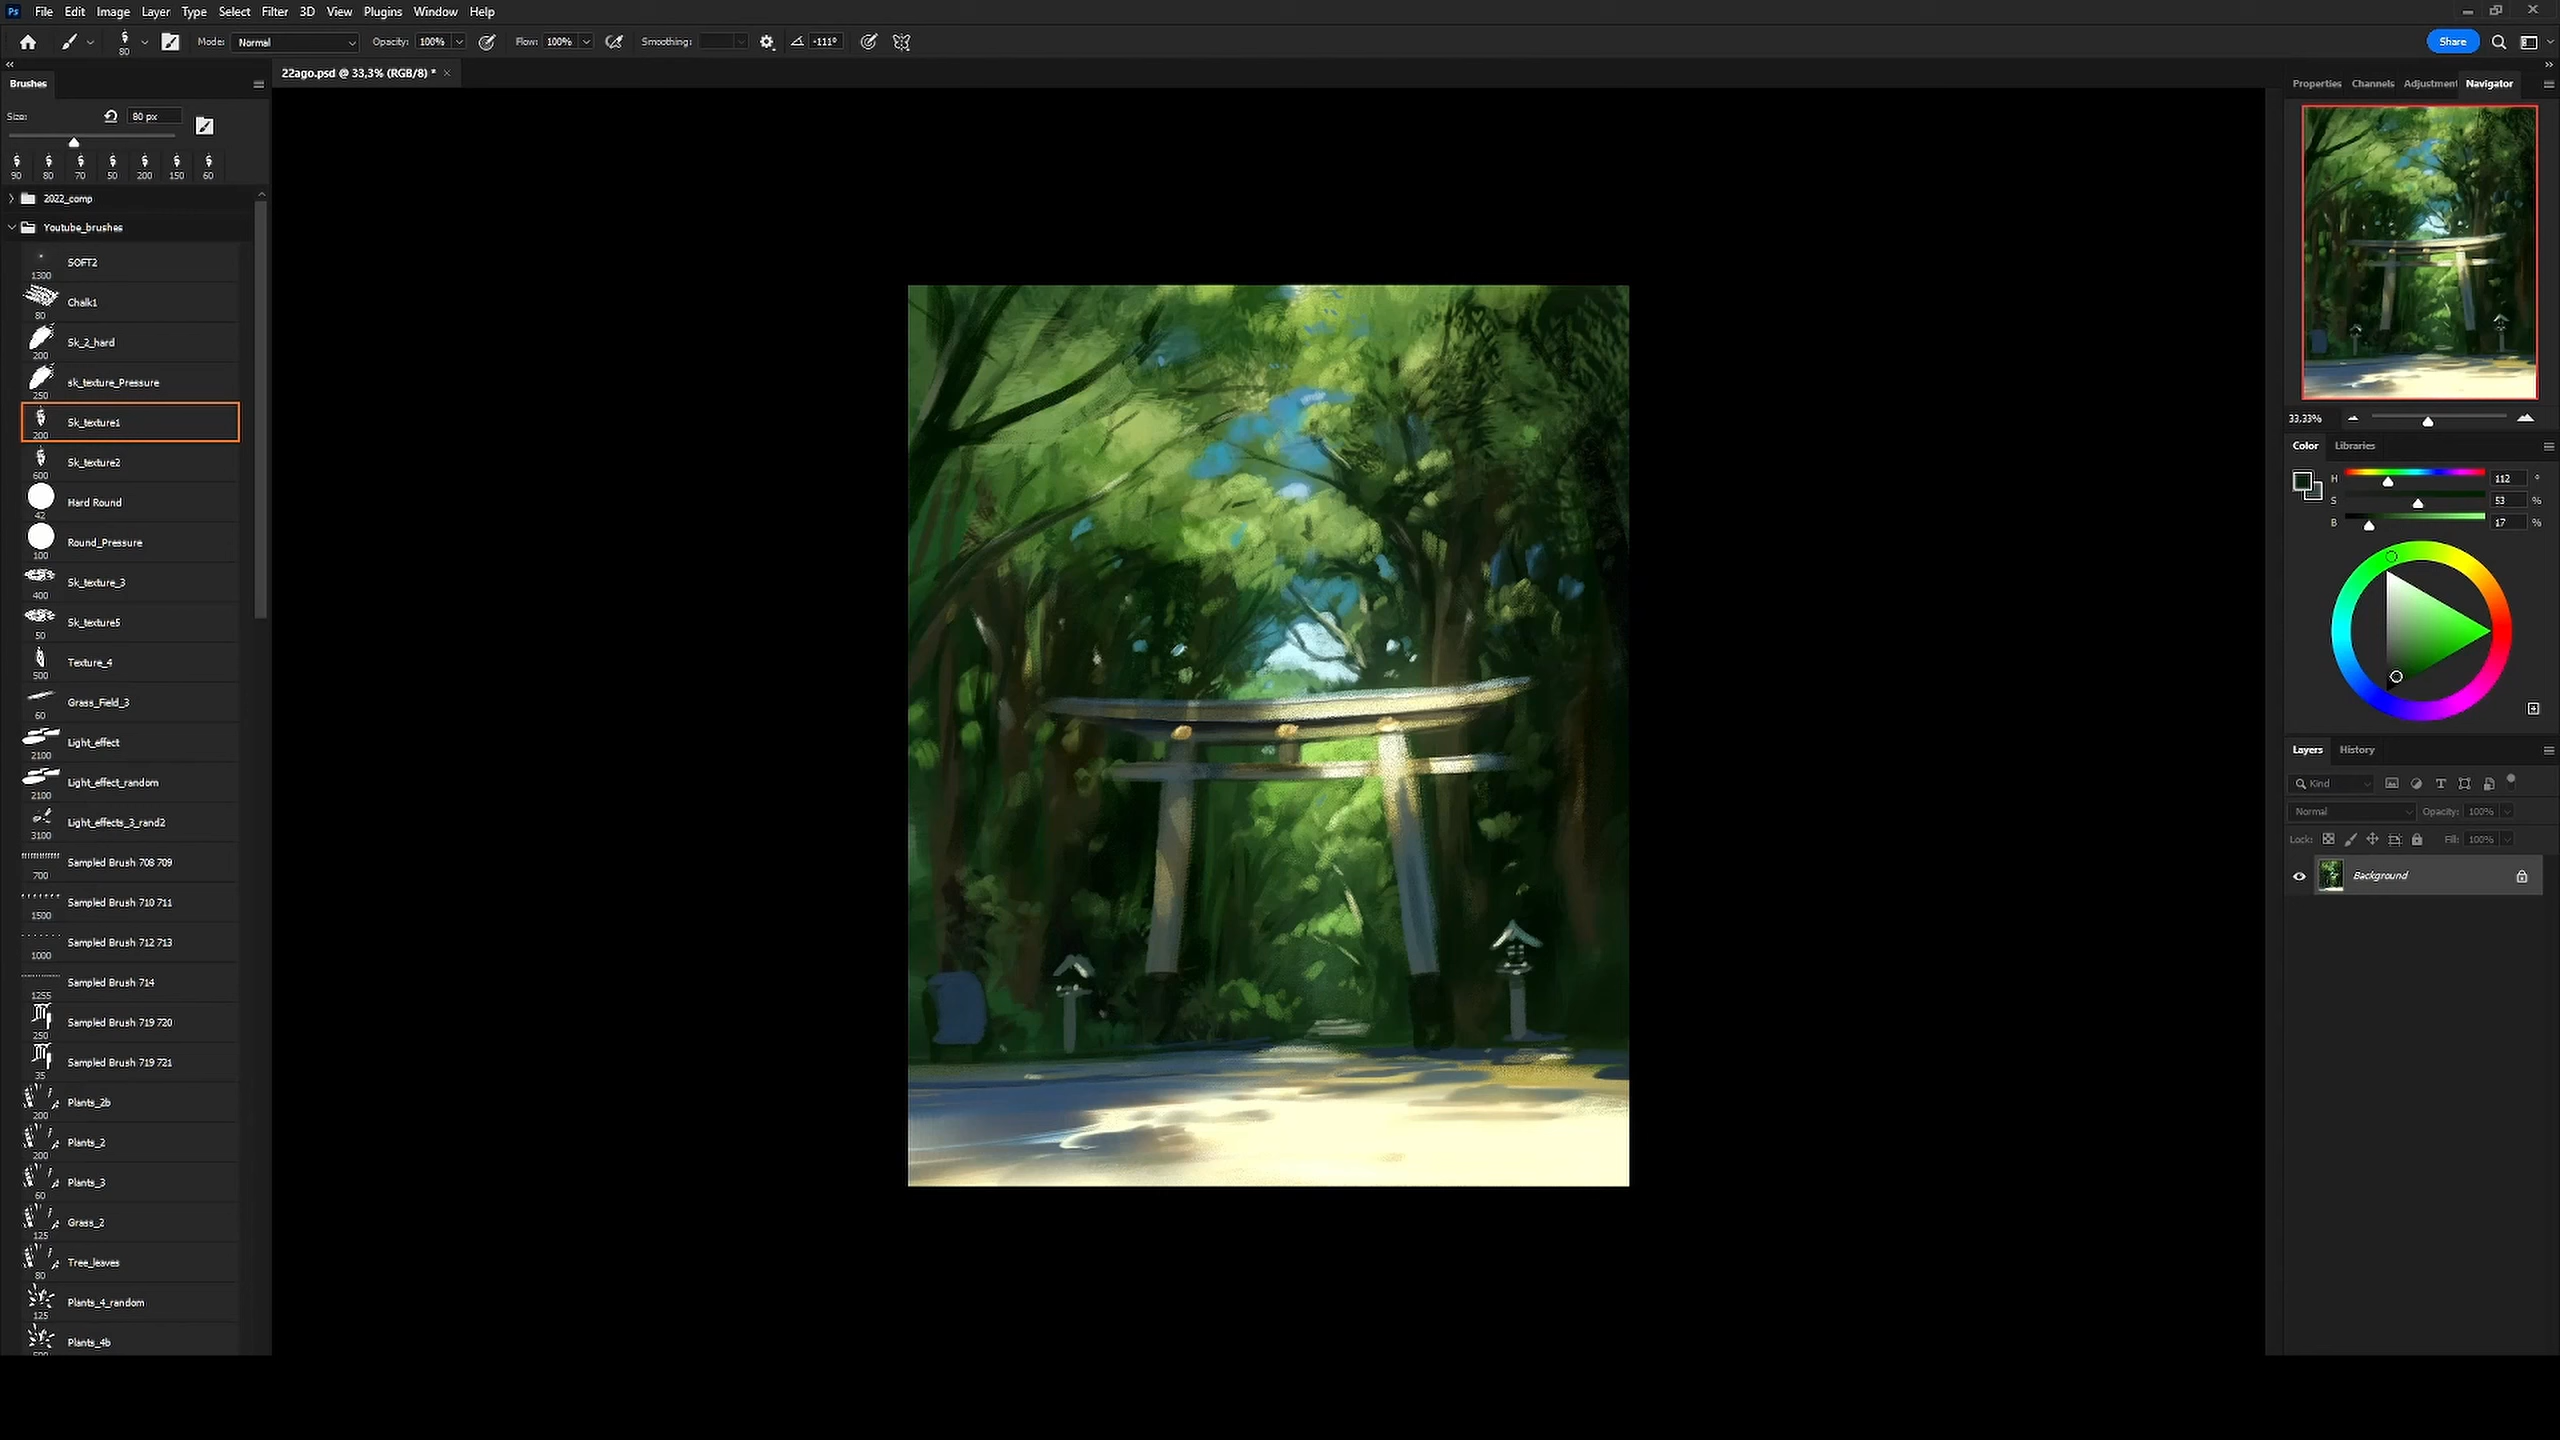 Ps File Edit Image Layer Type Select Filter 3D View Plugins Window Help
80 Mode: Normal Opacity: 100% Flow: 100% Smoothing: -111° Share
22ago.psd @ 33,3% (RGB/8) *
Brushes
Size: 80 px
90 80 70 50 200 150 60
2022_comp
Youtube_brushes
SOFT2
1300
Chalk1
80
Sk_2_hard
200
sk_texture_Pressure
250
Sk_texture1
200
Sk_texture2
600
Hard Round
42
Round_Pressure
100
Sk_texture_3
400
Sk_texture5
50
Texture_4
500
Grass_Field_3
60
Light_effect
2100
Light_effect_random
2100
Light_effects_3_rand2
3100
Sampled Brush 708 709
700
Sampled Brush 710 711
1500
Sampled Brush 712 713
1000
Sampled Brush 714
1255
Sampled Brush 719 720
250
Sampled Brush 719 721
35
Plants_2b
200
Plants_2
200
Plants_3
60
Grass_2
125
Tree_leaves
80
Plants_4_random
125
Plants_4b
Properties Channels Adjustment Navigator
33,33%
Color Libraries
H 112 °
S 53 %
B 17 %
Layers History
Kind
Normal Opacity: 100%
Lock: Fill: 100%
Background